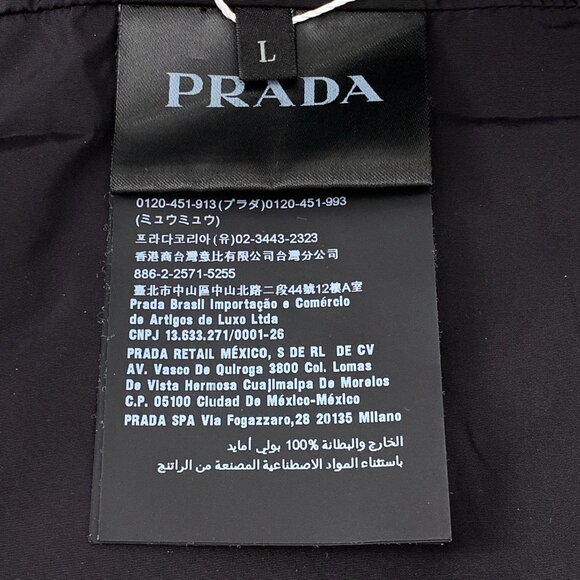 L
PRADA
0120-451-913(プラダ)0120-451-993
(ミュウミュウ)
프라다코리아(유)02-3443-2323
香港商台灣意比有限公司台灣分公司
886-2-2571-5255
臺北市中山區中山北路二段44號12樓A室
Prada Brasil Importação e Comércio
de Artigos de Luxo Ltda
CNPJ 13.633.271/0001-26
PRADA RETAIL MÉXICO, S DE RL DE CV
AV. Vasco De Quiroga 3800 Col. Lomas
De Vista Hermosa Cuajimalpa De Morelos
C.P. 05100 Ciudad De México-México
PRADA SPA Via Fogazzaro,28 20135 Milano
الخارج والبطانة 100% بولي أمايد
باستثناء المواد الاصطناعية المصنعة من الراتنج